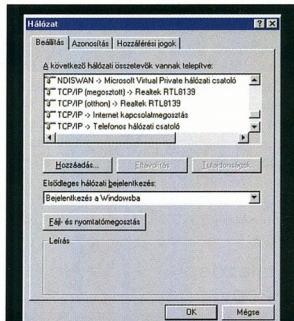 Hálózat
Beállítás Azonosítás Hozzáférési jogok
A következő hálózati összetevők vannak telepítve:
NDISWAN -> Microsoft Virtual Private hálózati csatoló
TCP/IP (megosztott) -> Realtek RTL8139
TCP/IP (otthon) -> Realtek RTL8139
TCP/IP -> Internet kapcsolatmegosztás
TCP/IP -> Telefonos hálózati csatoló
Hozzáadás... Eltávolítás Tulajdonságok
Elsődleges hálózati bejelentkezés:
Bejelentkezés a Windowsba
Fájl- és nyomtatómegosztás
Leírás
OK Mégse